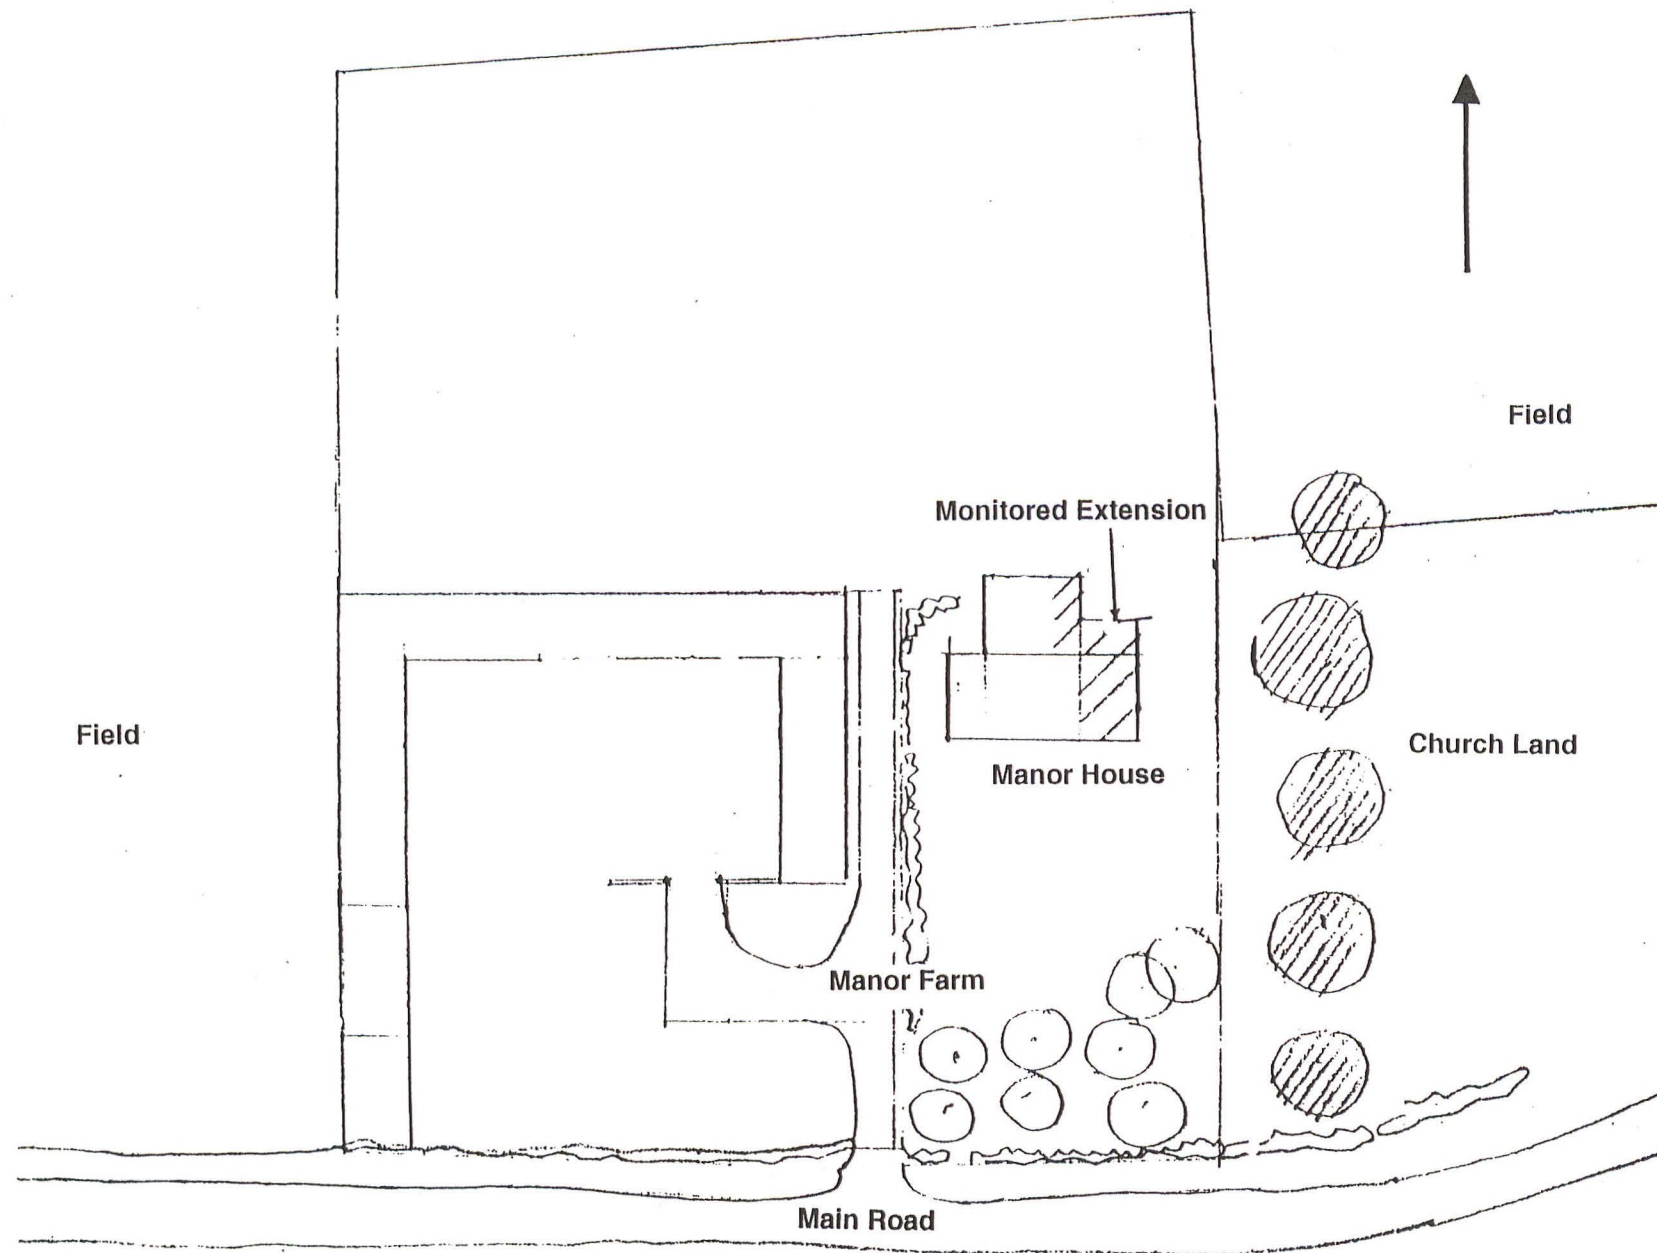 Field
Monitored Extension
Field
Church Land
Manor House
Manor Farm
Main Road